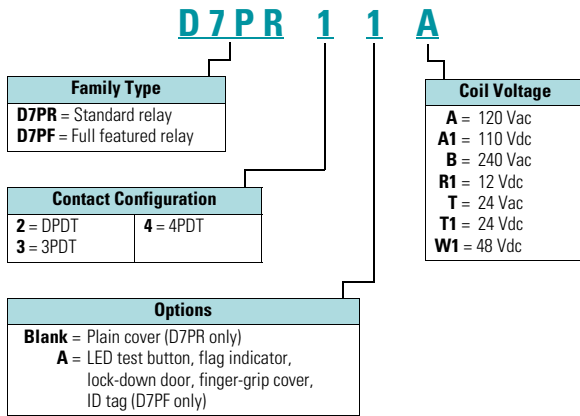 D7PR 1 1 A
Family Type
D7PR = Standard relay
D7PF = Full featured relay
Contact Configuration
2 = DPDT
3 = 3PDT
4 = 4PDT
Options
Blank = Plain cover (D7PR only)
A = LED test button, flag indicator,
lock-down door, finger-grip cover,
ID tag (D7PF only)
Coil Voltage
A = 120 Vac
A1 = 110 Vdc
B = 240 Vac
R1 = 12 Vdc
T = 24 Vac
T1 = 24 Vdc
W1 = 48 Vdc